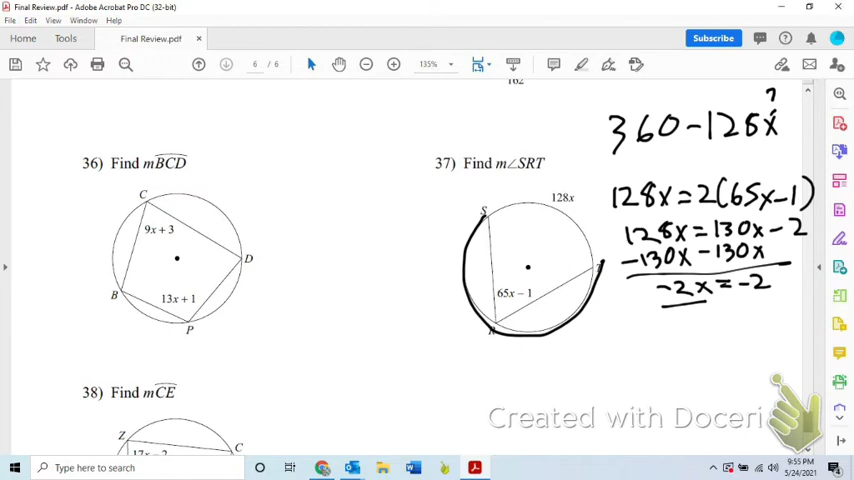 Final Review.pdf - Adobe Acrobat Pro DC (32-bit)
File Edit View Window Help
Home Tools Final Review.pdf × Subscribe
6 / 6 135%
162
?
360-128x
36) Find mBCD
37) Find m∠SRT
C
9x + 3
D
B
13x + 1
P
S
128x
T
65x − 1
R
128x = 2(65x-1)
128x = 130x - 2
-130x -130x
-2x = -2
38) Find mCE
Z
C
17x − 2
Created with Doceri
Type here to search
9:55 PM
5/24/2021
4